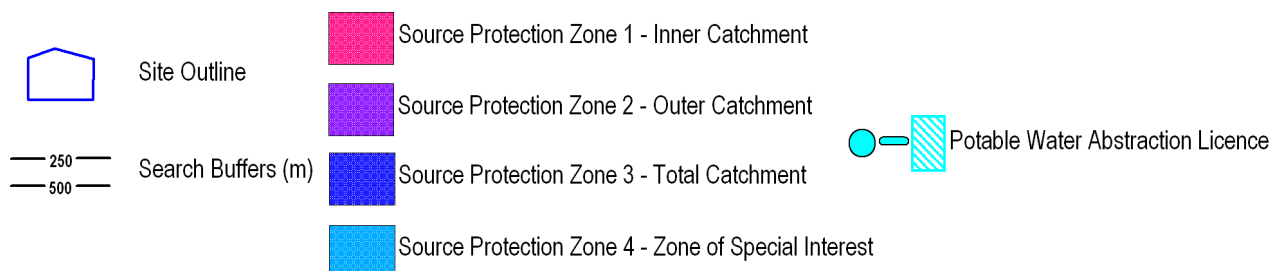 Site Outline
250
500
Search Buffers (m)
Source Protection Zone 1 - Inner Catchment
Source Protection Zone 2 - Outer Catchment
Source Protection Zone 3 - Total Catchment
Source Protection Zone 4 - Zone of Special Interest
Potable Water Abstraction Licence